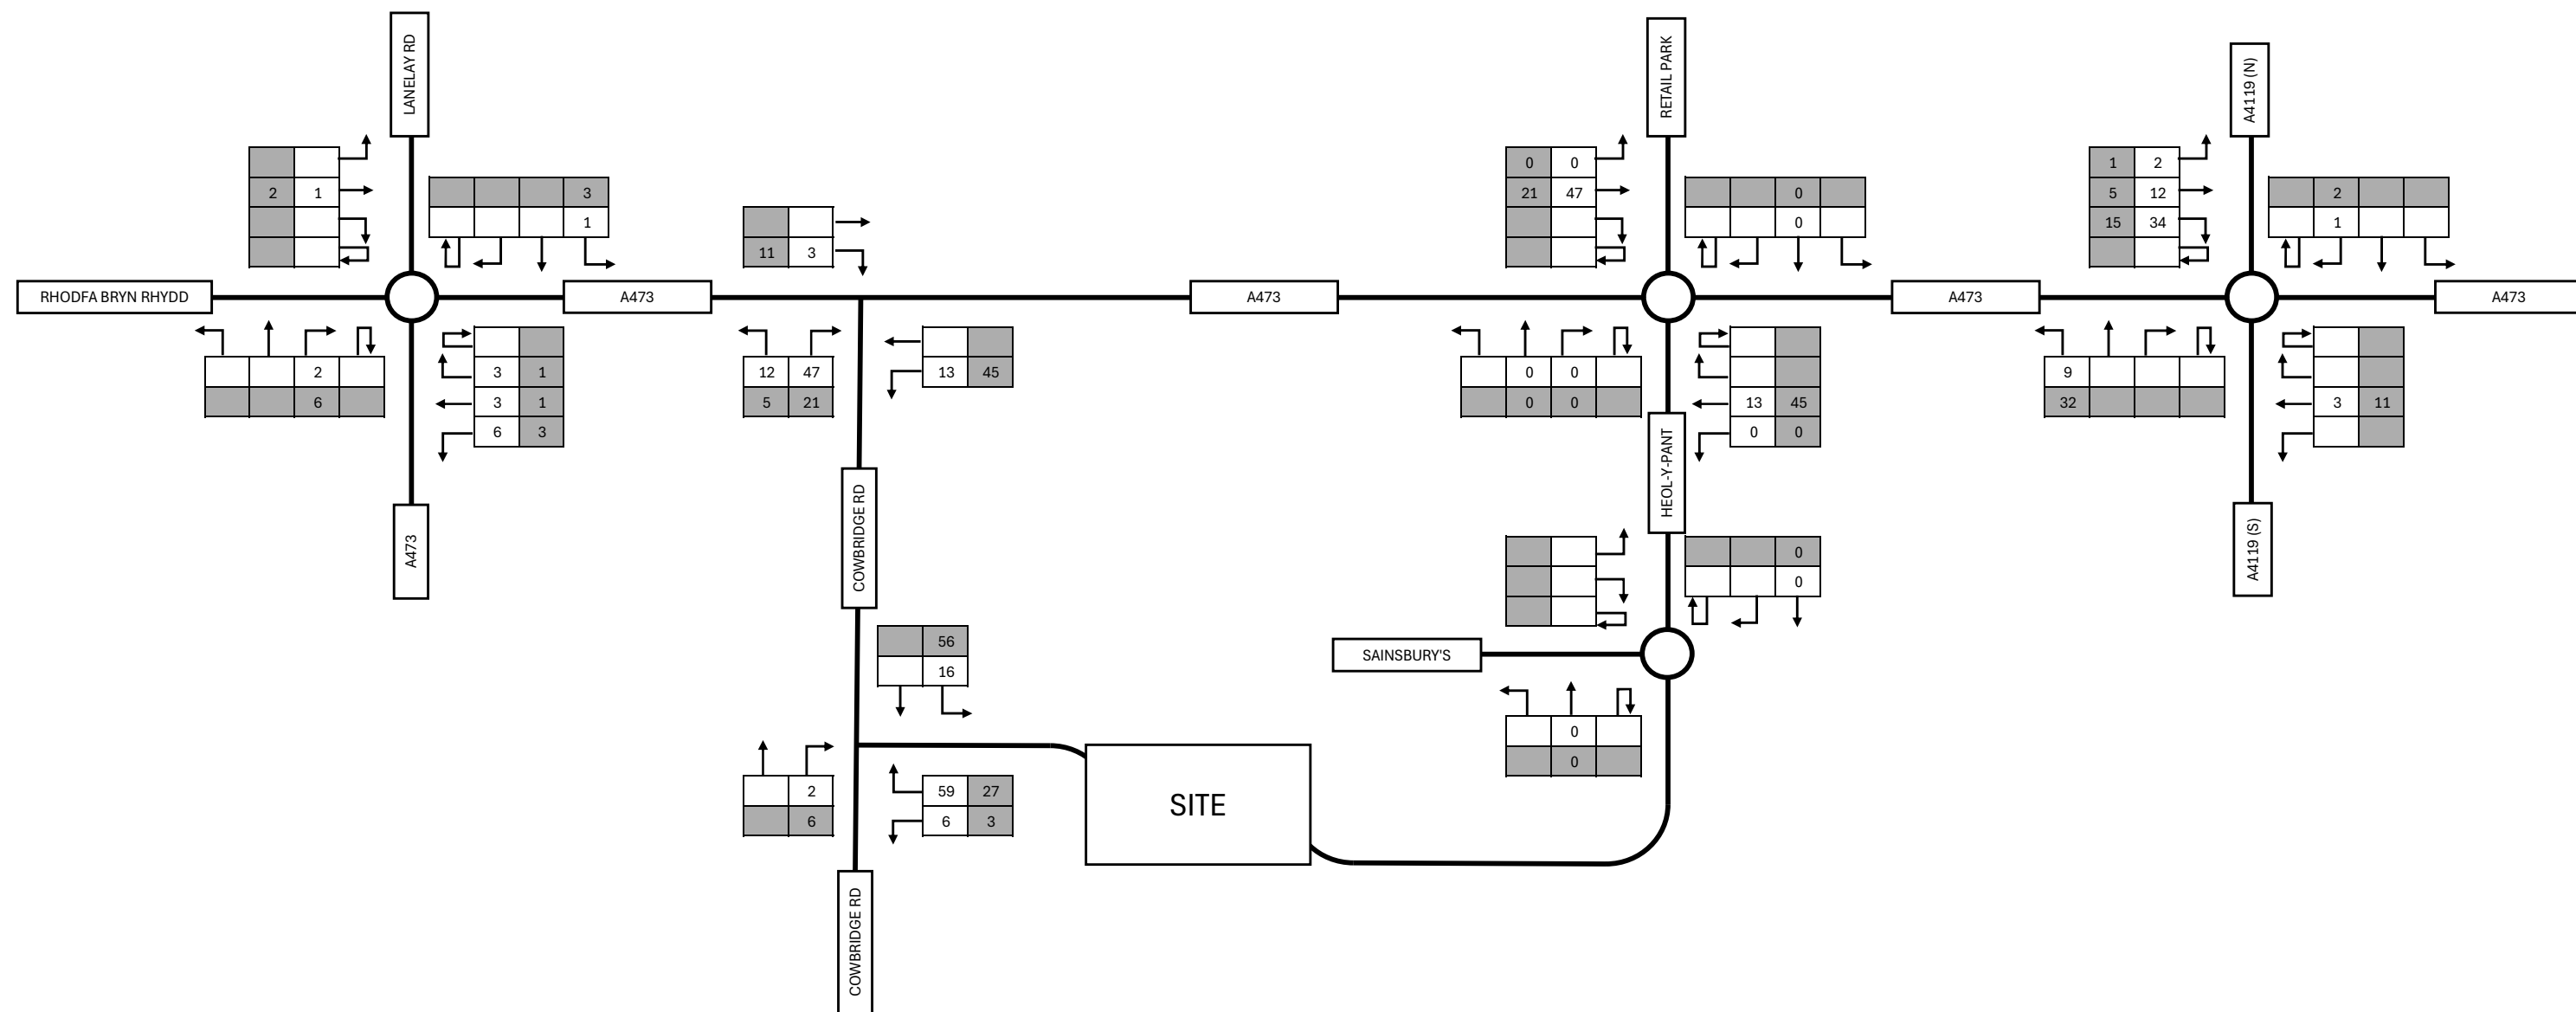 LANELAY RD
RETAIL PARK
A4119 (N)
0 0
1 2
2 1
3
21 47
0
5 12
2
1
0
15 34
1
11 3
RHODFA BRYN RHYDD
A473
A473
A473
A473
2
3 1
12 47
13 45
0 0
9
6
3 1
5 21
0 0
13 45
32
3 11
6 3
0 0
HEOL-Y-PANT
A473
COWBRIDGE RD
A4119 (S)
0
0
56
16
SAINSBURY'S
0
0
2
59 27
6
6 3
SITE
COWBRIDGE RD